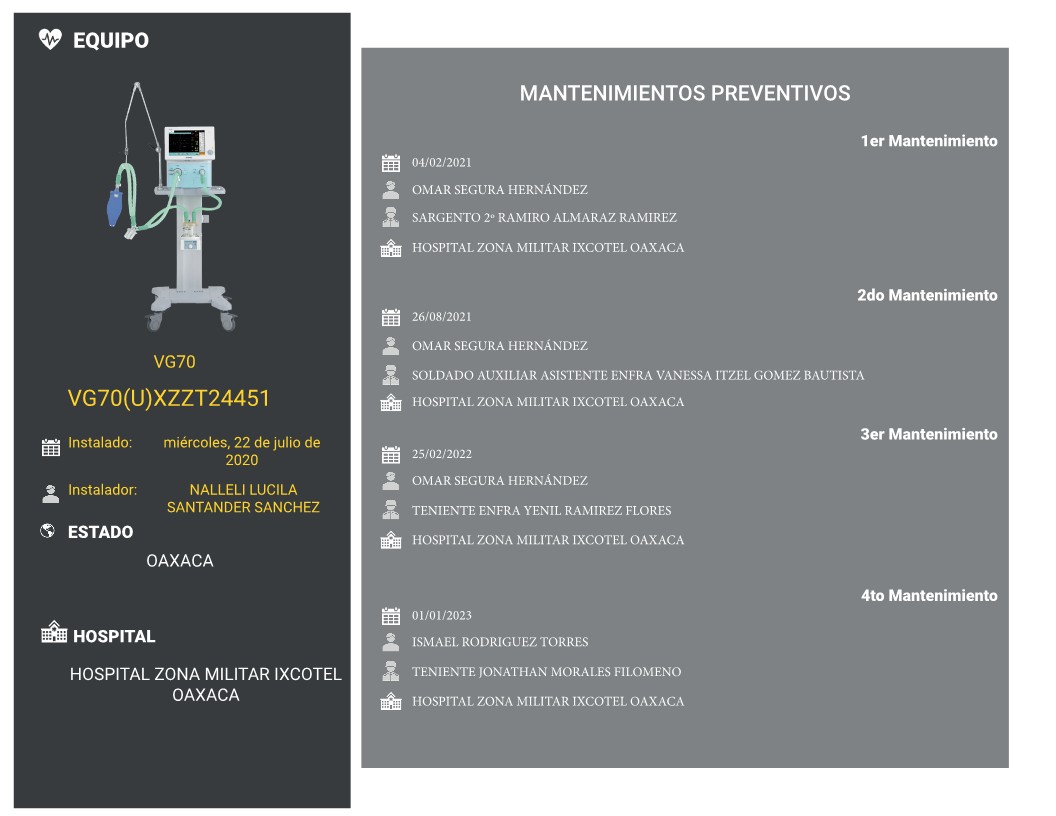 EQUIPO
VG70
VG70(U)XZZT24451
Instalado: miércoles, 22 de julio de
2020
Instalador: NALLELI LUCILA
SANTANDER SANCHEZ
ESTADO
OAXACA
HOSPITAL
HOSPITAL ZONA MILITAR IXCOTEL
OAXACA
MANTENIMIENTOS PREVENTIVOS
1er Mantenimiento
04/02/2021
OMAR SEGURA HERNÁNDEZ
SARGENTO 2º RAMIRO ALMARAZ RAMIREZ
HOSPITAL ZONA MILITAR IXCOTEL OAXACA
2do Mantenimiento
26/08/2021
OMAR SEGURA HERNÁNDEZ
SOLDADO AUXILIAR ASISTENTE ENFRA VANESSA ITZEL GOMEZ BAUTISTA
HOSPITAL ZONA MILITAR IXCOTEL OAXACA
3er Mantenimiento
25/02/2022
OMAR SEGURA HERNÁNDEZ
TENIENTE ENFRA YENIL RAMIREZ FLORES
HOSPITAL ZONA MILITAR IXCOTEL OAXACA
4to Mantenimiento
01/01/2023
ISMAEL RODRIGUEZ TORRES
TENIENTE JONATHAN MORALES FILOMENO
HOSPITAL ZONA MILITAR IXCOTEL OAXACA